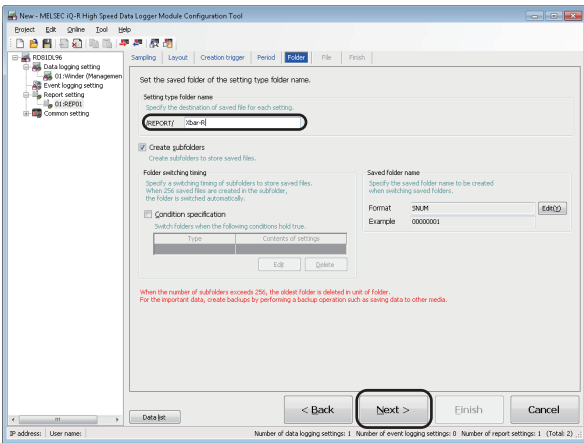 New - MELSEC iQ-R High Speed Data Logger Module Configuration Tool
Project Edit Online Tool Help
RD81DL96
Data logging setting
01:Winder (Managemen
Event logging setting
Report setting
01:REP01
Common setting
Sampling Layout Creation trigger Period Folder File Finish
Set the saved folder of the setting type folder name.
Setting type folder name
Specify the destination of saved file for each setting.
/REPORT/ Xbar-R
Create subfolders
Create subfolders to store saved files.
Folder switching timing
Specify a switching timing of subfolders to store saved files.
When 256 saved files are created in the subfolder,
the folder is switched automatically.
Condition specification
Switch folders when the following conditions hold true.
Type Contents of settings
Edit Delete
Saved folder name
Specify the saved folder name to be created
when switching saved folders.
Format SNUM Edit(Y)
Example 00000001
When the number of subfolders exceeds 256, the oldest folder is deleted in unit of folder.
For the important data, create backups by performing a backup operation such as saving data to other media.
Data list < Back Next > Finish Cancel
IP address: User name: Number of data logging settings: 1 Number of event logging settings: 0 Number of report settings: 1 (Total: 2)